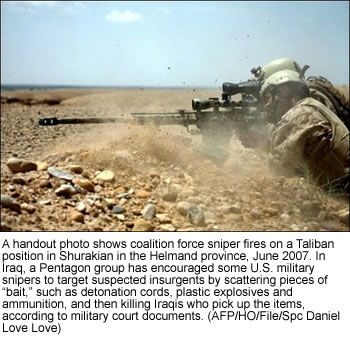 A handout photo shows coalition force sniper fires on a Taliban
position in Shurakian in the Helmand province, June 2007. In
Iraq, a Pentagon group has encouraged some U.S. military
snipers to target suspected insurgents by scattering pieces of
“bait,” such as detonation cords, plastic explosives and
ammunition, and then killing Iraqis who pick up the items,
according to military court documents. (AFP/HO/File/Spc Daniel
Love Love)